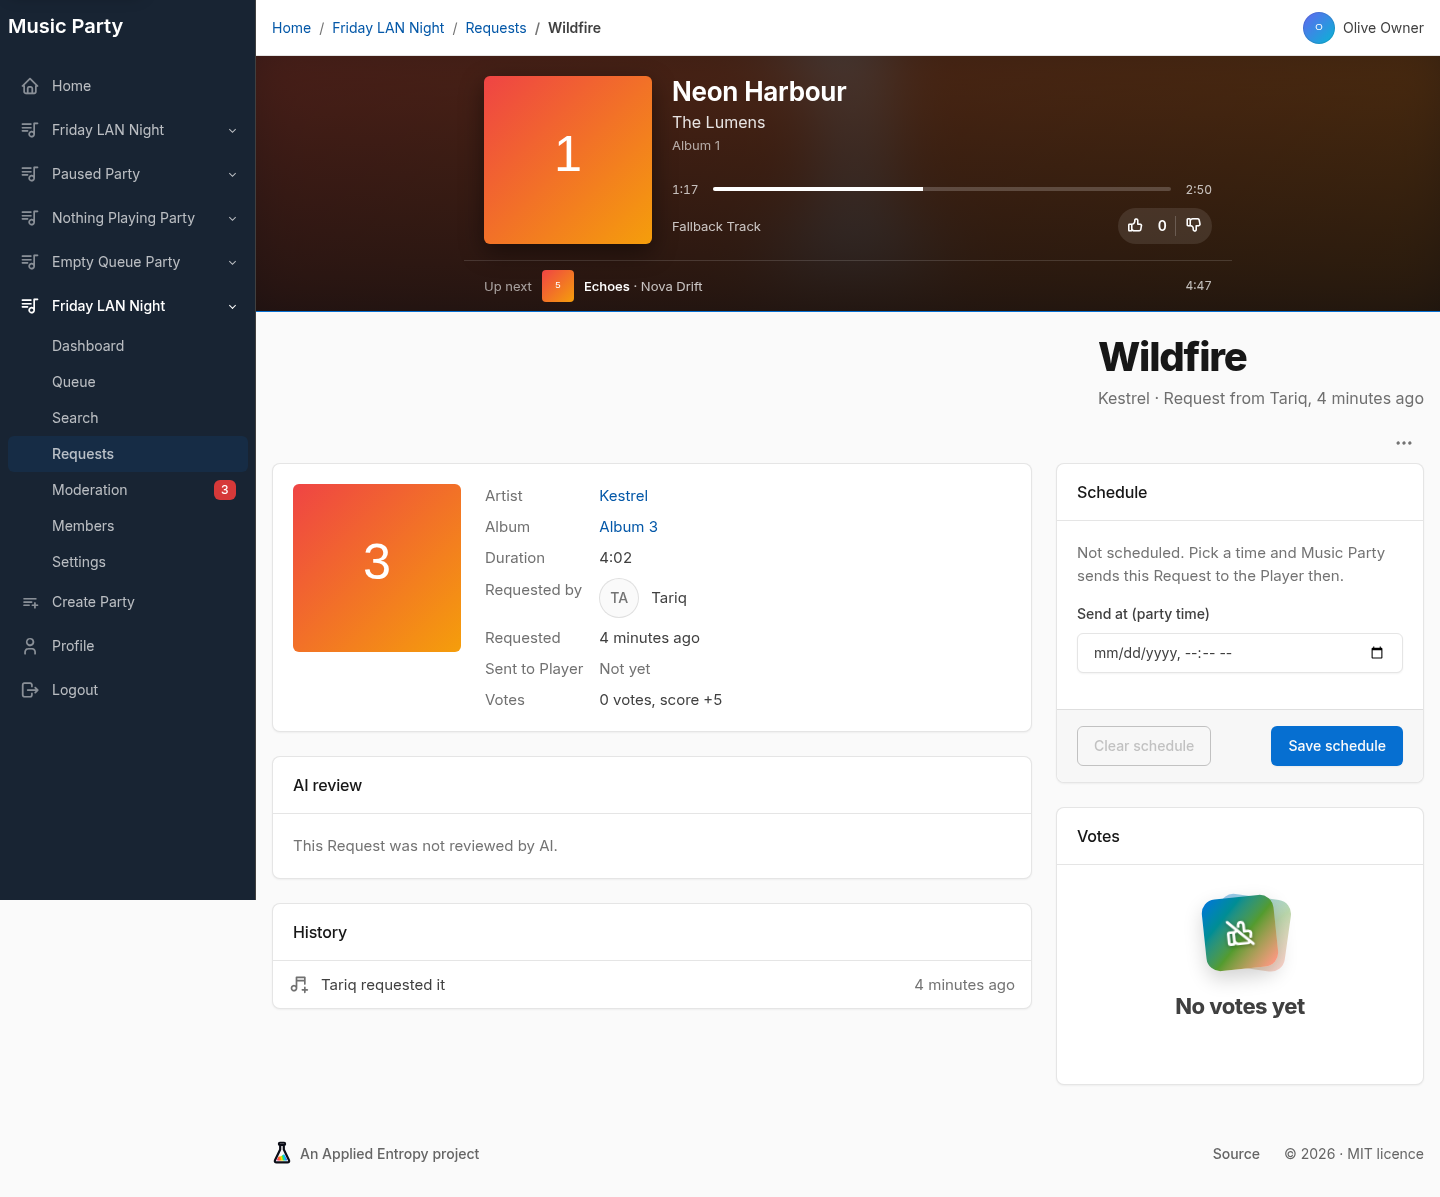 Music Party
Home
Friday LAN Night
Paused Party
Nothing Playing Party
Empty Queue Party
Friday LAN Night
Dashboard
Queue
Search
Requests
Moderation 3
Members
Settings
Create Party
Profile
Logout
Home / Friday LAN Night / Requests / Wildfire
O Olive Owner
1
Neon Harbour
The Lumens
Album 1
1:17 2:50
Fallback Track 0
Up next 5 Echoes · Nova Drift 4:47
Wildfire
Kestrel · Request from Tariq, 4 minutes ago
3
Artist Kestrel
Album Album 3
Duration 4:02
Requested by TA Tariq
Requested 4 minutes ago
Sent to Player Not yet
Votes 0 votes, score +5
AI review
This Request was not reviewed by AI.
History
Tariq requested it 4 minutes ago
Schedule
Not scheduled. Pick a time and Music Party
sends this Request to the Player then.
Send at (party time)
mm/dd/yyyy, --:-- --
Clear schedule Save schedule
Votes
No votes yet
An Applied Entropy project
Source © 2026 · MIT licence